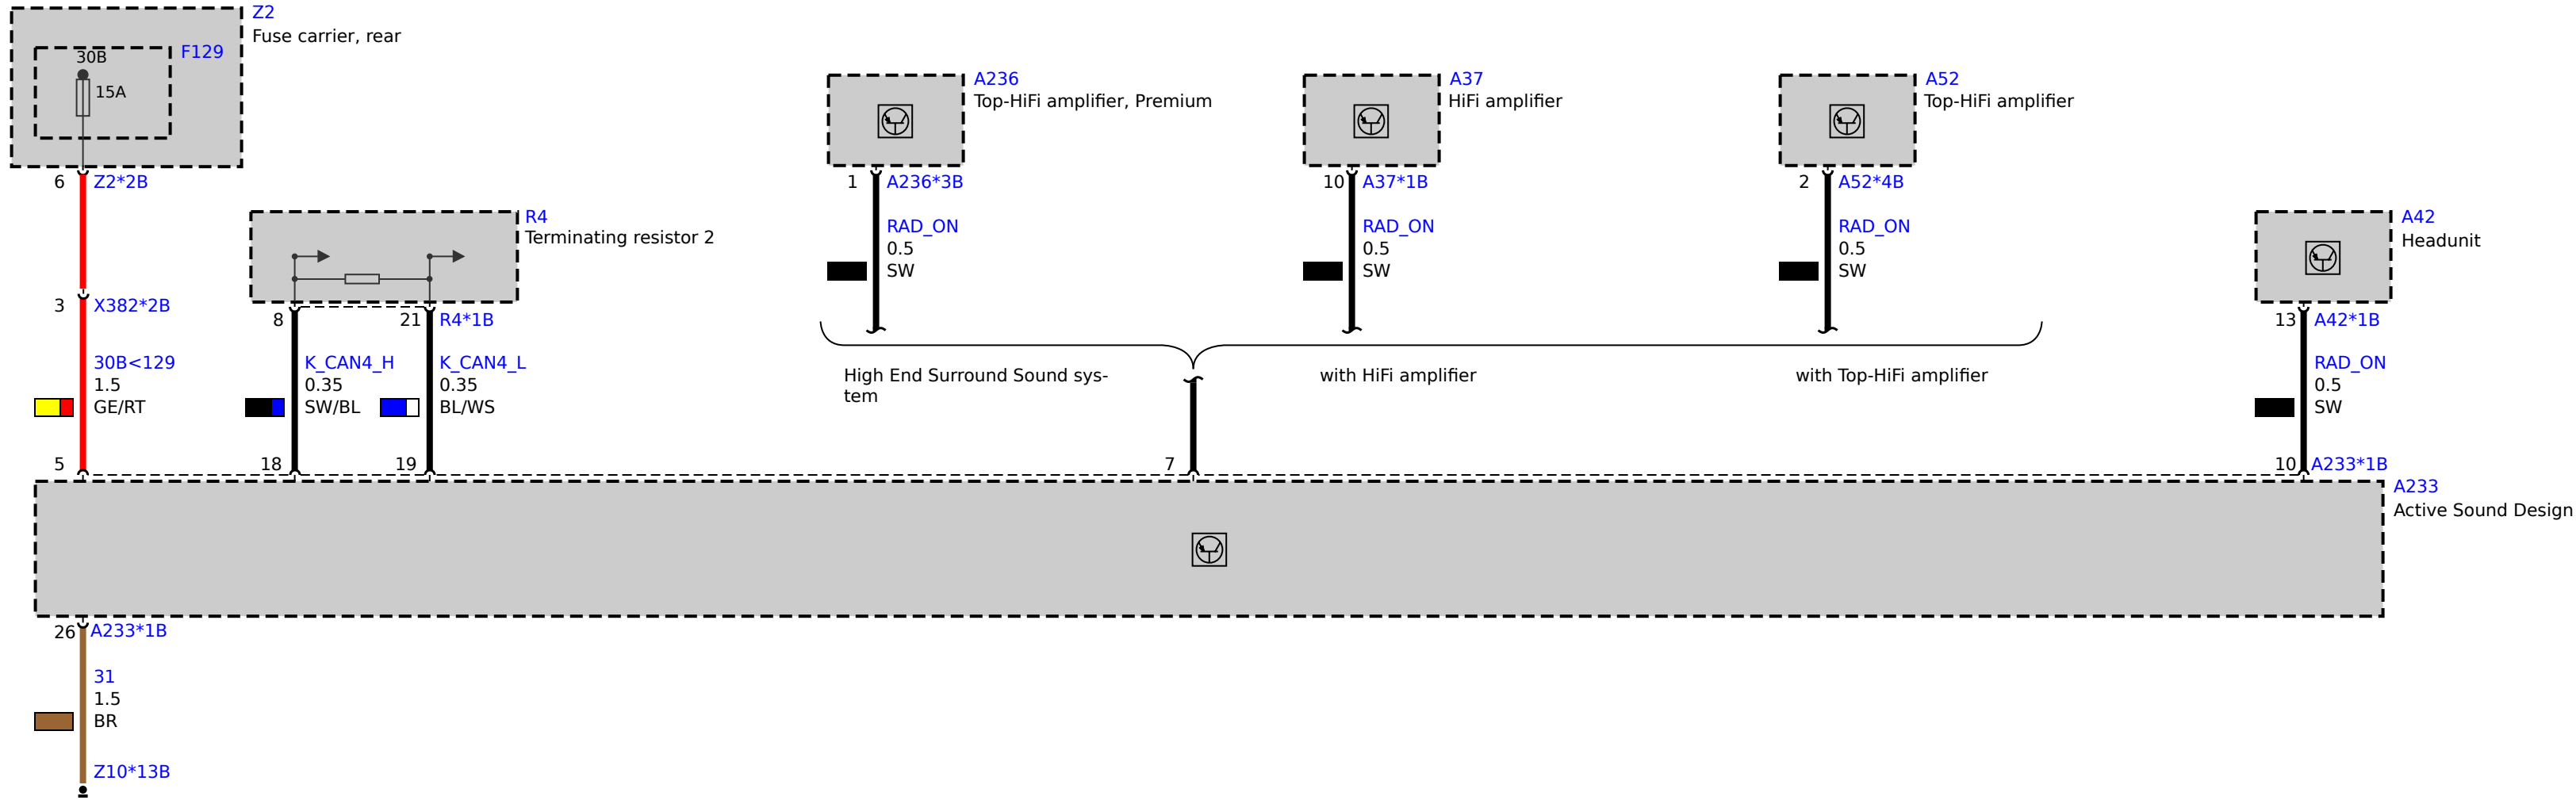 Z2
Fuse carrier, rear
F129
30B
15A
6 Z2*2B
3 X382*2B
30B<129
1.5
GE/RT
5
R4
Terminating resistor 2
8
21 R4*1B
K_CAN4_H
0.35
SW/BL
18
K_CAN4_L
0.35
BL/WS
19
A236
Top-HiFi amplifier, Premium
1 A236*3B
RAD_ON
0.5
SW
High End Surround Sound sys-
tem
A37
HiFi amplifier
10 A37*1B
RAD_ON
0.5
SW
with HiFi amplifier
A52
Top-HiFi amplifier
2 A52*4B
RAD_ON
0.5
SW
with Top-HiFi amplifier
7
A42
Headunit
13 A42*1B
RAD_ON
0.5
SW
10 A233*1B
A233
Active Sound Design
26 A233*1B
31
1.5
BR
Z10*13B